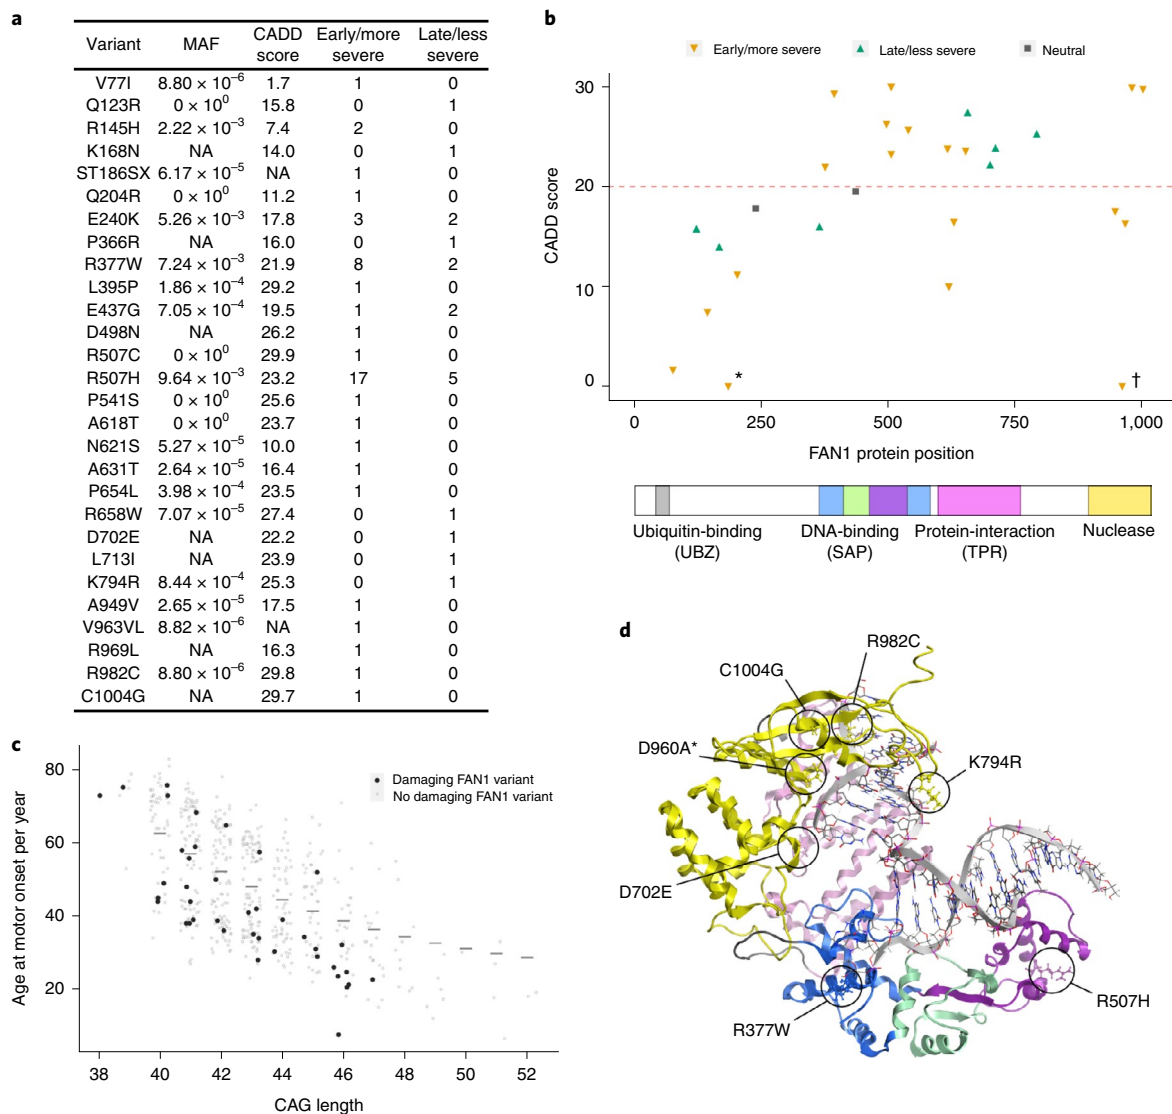 a
Variant MAF CADD score Early/more severe Late/less severe
V77I 8.80 × 10⁻⁶ 1.7 1 0
Q123R 0 × 10⁰ 15.8 0 1
R145H 2.22 × 10⁻³ 7.4 2 0
K168N NA 14.0 0 1
ST186SX 6.17 × 10⁻⁵ NA 1 0
Q204R 0 × 10⁰ 11.2 1 0
E240K 5.26 × 10⁻³ 17.8 3 2
P366R NA 16.0 0 1
R377W 7.24 × 10⁻³ 21.9 8 2
L395P 1.86 × 10⁻⁴ 29.2 1 0
E437G 7.05 × 10⁻⁴ 19.5 1 2
D498N NA 26.2 1 0
R507C 0 × 10⁰ 29.9 1 0
R507H 9.64 × 10⁻³ 23.2 17 5
P541S 0 × 10⁰ 25.6 1 0
A618T 0 × 10⁰ 23.7 1 0
N621S 5.27 × 10⁻⁵ 10.0 1 0
A631T 2.64 × 10⁻⁵ 16.4 1 0
P654L 3.98 × 10⁻⁴ 23.5 1 0
R658W 7.07 × 10⁻⁵ 27.4 0 1
D702E NA 22.2 0 1
L713I NA 23.9 0 1
K794R 8.44 × 10⁻⁴ 25.3 0 1
A949V 2.65 × 10⁻⁵ 17.5 1 0
V963VL 8.82 × 10⁻⁶ NA 1 0
R969L NA 16.3 1 0
R982C 8.80 × 10⁻⁶ 29.8 1 0
C1004G NA 29.7 1 0
b
Early/more severe Late/less severe Neutral
CADD score
30
20
10
0
* †
0 250 500 750 1,000
FAN1 protein position
Ubiquitin-binding (UBZ)
DNA-binding (SAP)
Protein-interaction (TPR)
Nuclease
c
Damaging FAN1 variant
No damaging FAN1 variant
Age at motor onset per year
80
60
40
20
38 40 42 44 46 48 50 52
CAG length
d
R982C
C1004G
D960A*
K794R
D702E
R377W
R507H